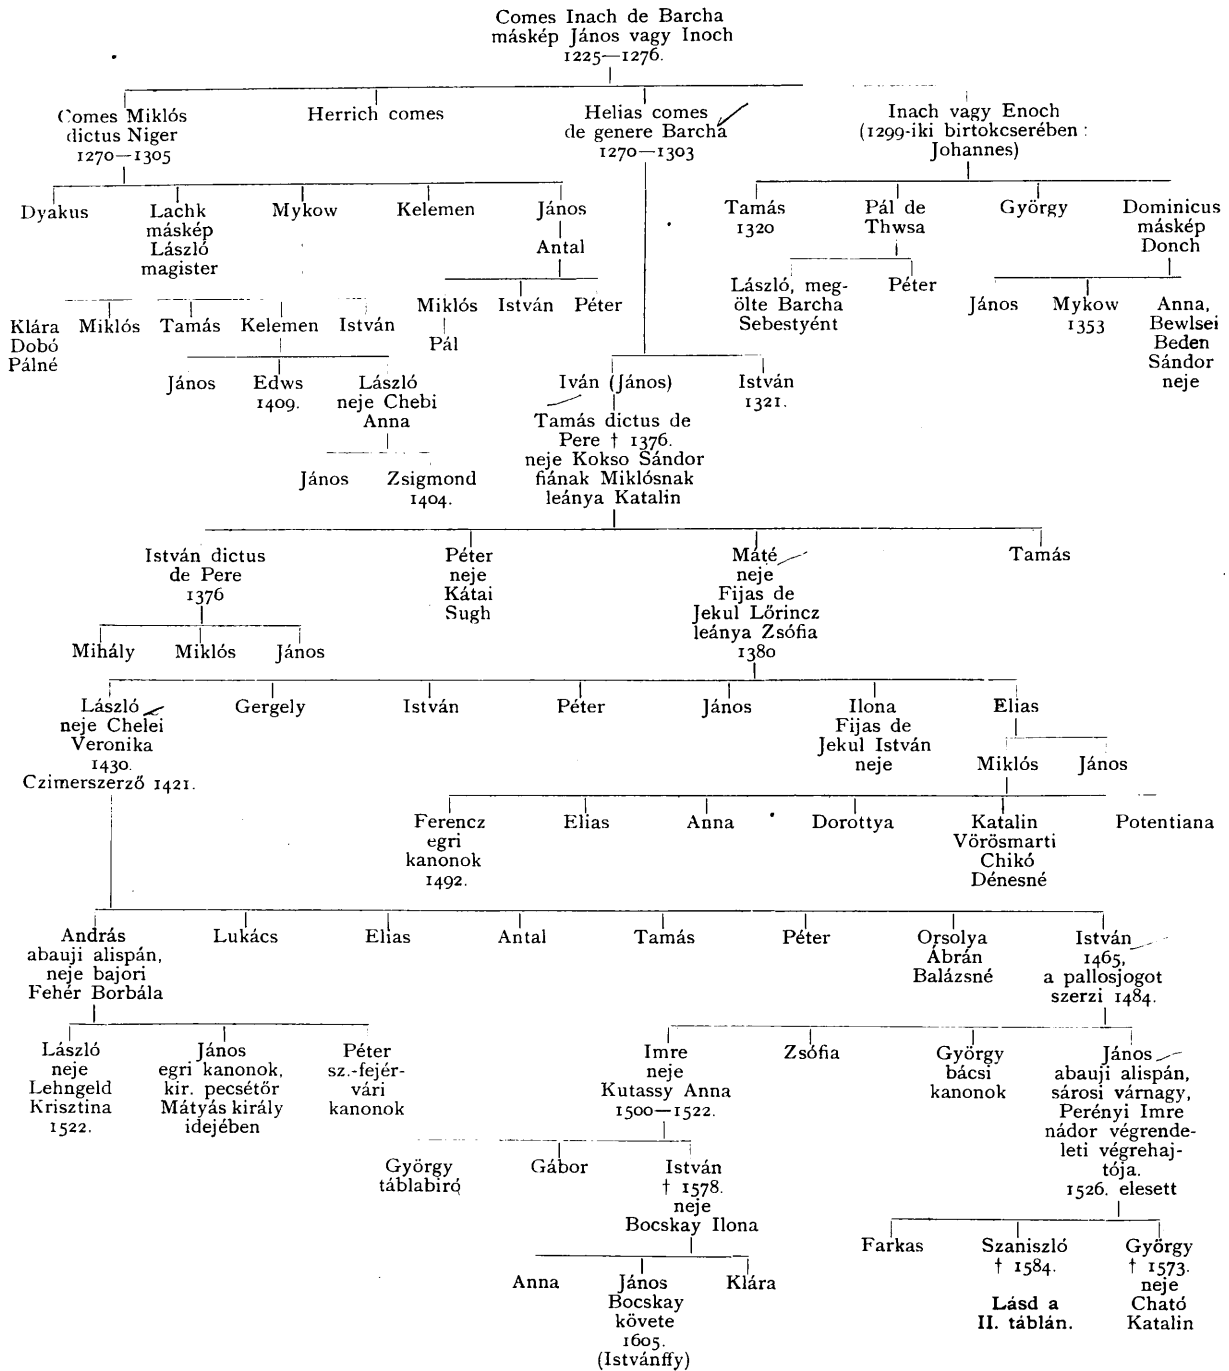 Comes Inach de Barcha
máskép János vagy Inoch
1225—1276.
Comes Miklós
dictus Niger
1270—1305
Herrich comes
Helias comes
de genere Barcha
1270—1303
Inach vagy Enoch
(1299-iki birtokcserében :
Johannes)
Dyakus
Lachk
máskép
László
magister
Mykow
Kelemen
János
Antal
Tamás
1320
Pál de
Thwsa
György
Dominicus
máskép
Donch
Miklós
István
Péter
Pál
László, meg-
ölte Barcha
Sebestyént
Péter
János
Mykow
1353
Anna,
Bewlsei
Beden
Sándor
neje
Klára
Dobó
Pálné
Miklós
Tamás
Kelemen
István
János
Edws
1409.
László
neje Chebi
Anna
János
Zsigmond
1404.
Iván (János)
István
1321.
Tamás dictus de
Pere † 1376.
neje Kokso Sándor
fiának Miklósnak
leánya Katalin
István dictus
de Pere
1376
Péter
neje
Kátai
Sugh
Máté
neje
Fijas de
Jekul Lőrincz
leánya Zsófia
1380
Tamás
Mihály
Miklós
János
László
neje Chelei
Veronika
1430.
Czimerszerző 1421.
Gergely
István
Péter
János
Ilona
Fijas de
Jekul István
neje
Elias
Miklós
János
Ferencz
egri
kanonok
1492.
Elias
Anna
Dorottya
Katalin
Vörösmarti
Chikó
Dénesné
Potentiana
András
abauji alispán,
neje bajori
Fehér Borbála
Lukács
Elias
Antal
Tamás
Péter
Orsolya
Ábrán
Balázsné
István
1465,
a pallosjogot
szerzi 1484.
László
neje
Lehngeld
Krisztina
1522.
János
egri kanonok,
kir. pecsétőr
Mátyás király
idejében
Péter
sz.-fejér-
vári
kanonok
Imre
neje
Kutassy Anna
1500—1522.
Zsófia
György
bácsi
kanonok
János
abauji alispán,
sárosi várnagy,
Perényi Imre
nádor végrende-
leti végrehaj-
tója.
1526. elesett
György
táblabiró
Gábor
István
† 1578.
neje
Bocskay Ilona
Farkas
Szaniszló
† 1584.
Lásd a
II. táblán.
György
† 1573.
neje
Cható
Katalin
Anna
János
Bocskay
követe
1605.
(Istvánffy)
Klára